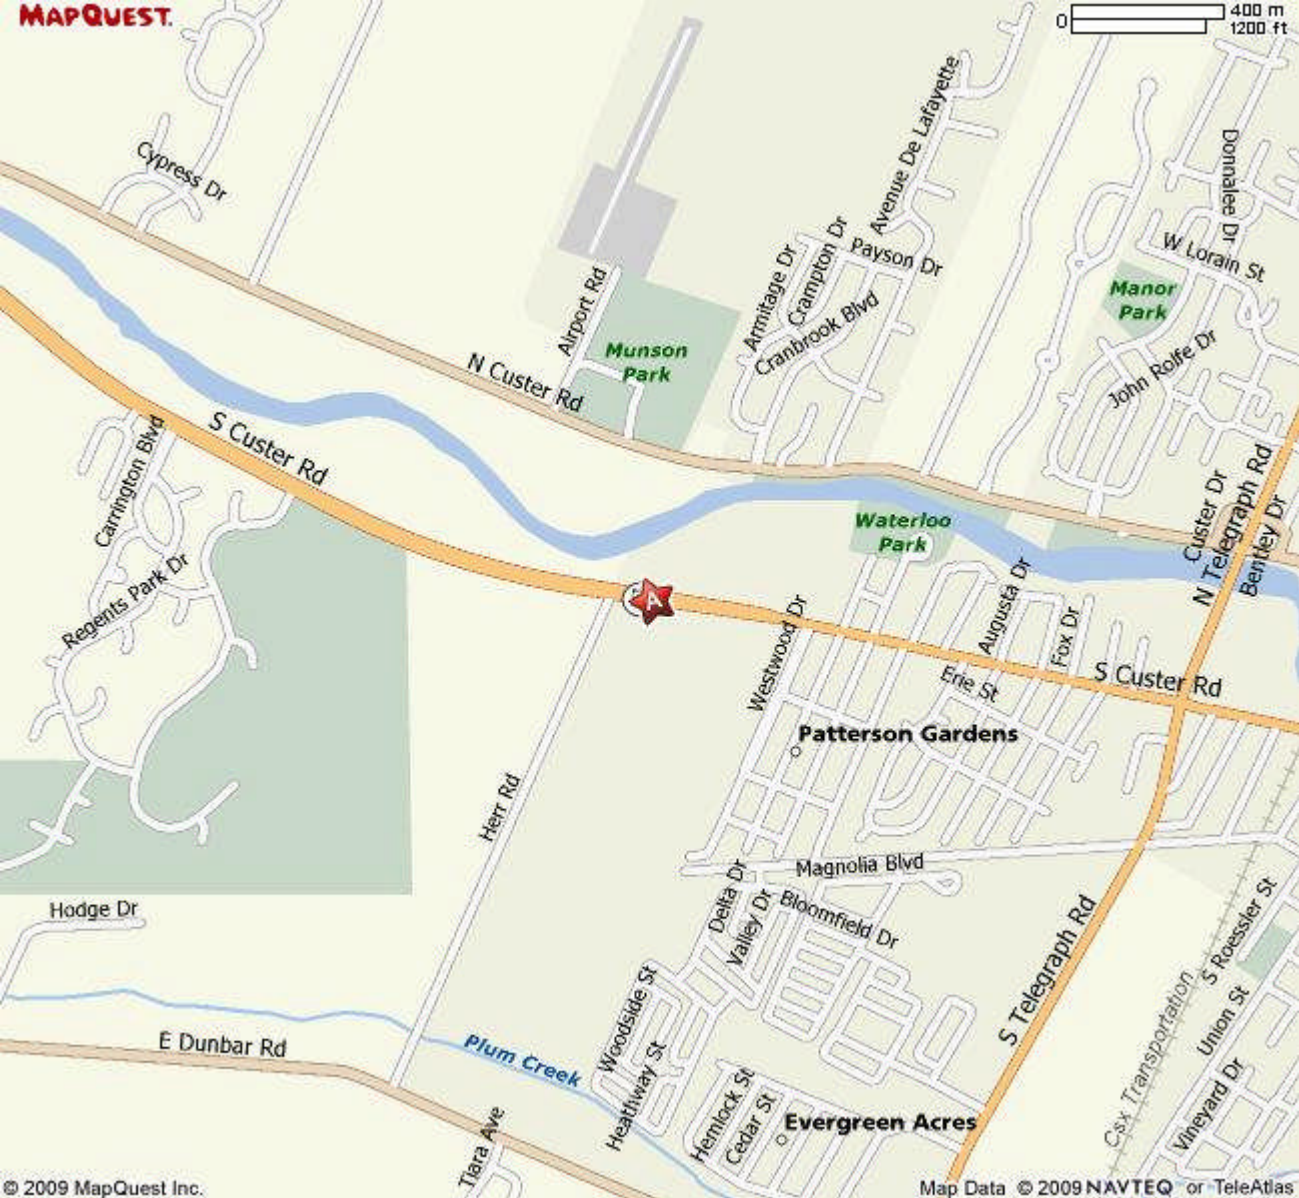 MAPQUEST.
0
400 m
1200 ft
Cypress Dr
Avenue De Lafayette
Donnalee Dr
W Lorain St
Payson Dr
Crampton Dr
Armitage Dr
Cranbrook Blvd
Airport Rd
Manor
Park
Munson
Park
John Rolfe Dr
N Custer Rd
S Custer Rd
Carrington Blvd
Regents Park Dr
Waterloo
Park
Custer Dr
N Telegraph Rd
Bentley Dr
A
Westwood Dr
Augusta Dr
Fox Dr
Erie St
S Custer Rd
Patterson Gardens
Herr Rd
Magnolia Blvd
Delta Dr
Valley Dr
Bloomfield Dr
Hodge Dr
S Telegraph Rd
S Roessler St
Union St
Csx Transportation
Vineyard Dr
E Dunbar Rd
Plum Creek
Woodside St
Heathway St
Hemlock St
Cedar St
Evergreen Acres
Tiara Ave
© 2009 MapQuest Inc.
Map Data © 2009 NAVTEQ or TeleAtlas